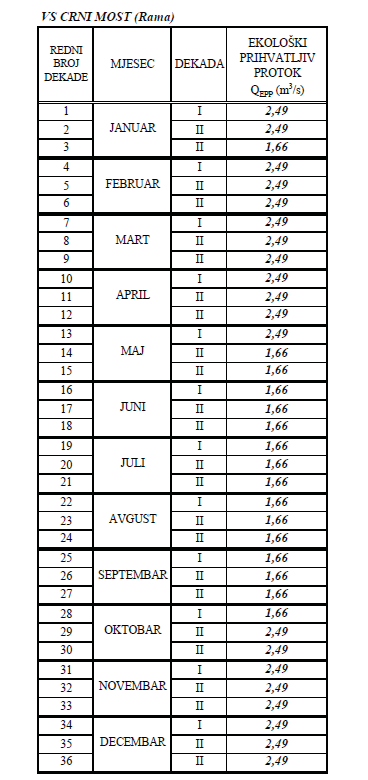 VS CRNI MOST (Rama)
REDNI BROJ DEKADE MJESEC DEKADA EKOLOŠKI PRIHVATLJIV PROTOK QEPP (m³/s)
1 JANUAR I 2,49
2 II 2,49
3 II 1,66
4 FEBRUAR I 2,49
5 II 2,49
6 II 2,49
7 MART I 2,49
8 II 2,49
9 II 2,49
10 APRIL I 2,49
11 II 2,49
12 II 2,49
13 MAJ I 2,49
14 II 1,66
15 II 1,66
16 JUNI I 1,66
17 II 1,66
18 II 1,66
19 JULI I 1,66
20 II 1,66
21 II 1,66
22 AVGUST I 1,66
23 II 1,66
24 II 1,66
25 SEPTEMBAR I 1,66
26 II 1,66
27 II 1,66
28 OKTOBAR I 1,66
29 II 2,49
30 II 2,49
31 NOVEMBAR I 2,49
32 II 2,49
33 II 2,49
34 DECEMBAR I 2,49
35 II 2,49
36 II 2,49